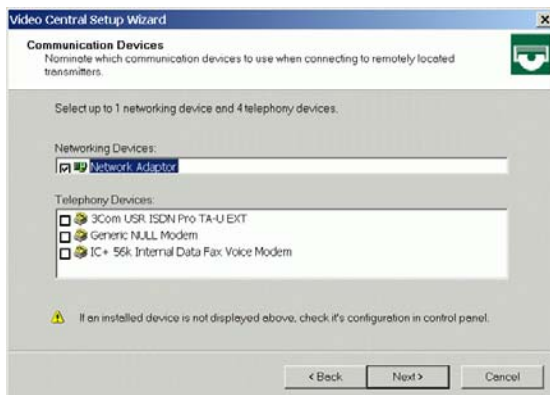 Video Central Setup Wizard
Communication Devices
Nominate which communication devices to use when connecting to remotely located
transmitters.
Select up to 1 networking device and 4 telephony devices.
Networking Devices:
Network Adaptor
Telephony Devices:
3Com USR ISDN Pro TA-U EXT
Generic NULL Modem
IC+ 56k Internal Data Fax Voice Modem
If an installed device is not displayed above, check it's configuration in control panel.
< Back Next > Cancel